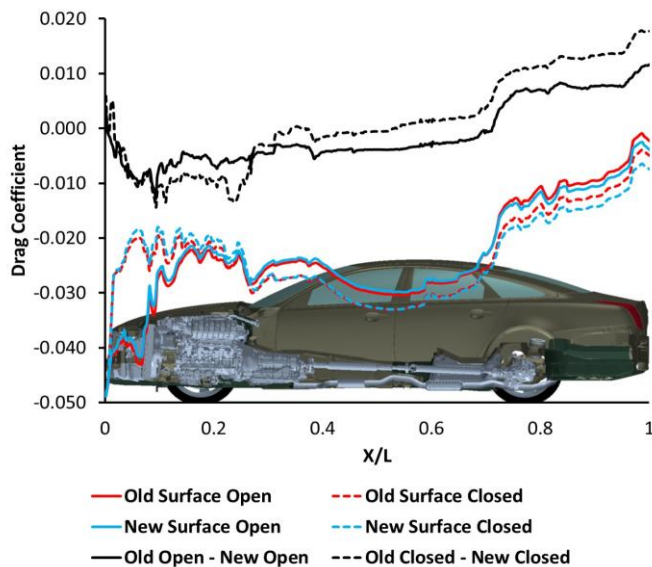 0.020
0.010
0.000
-0.010
-0.020
-0.030
-0.040
-0.050
Drag Coefficient
0 0.2 0.4 0.6 0.8 1
X/L
Old Surface Open Old Surface Closed
New Surface Open New Surface Closed
Old Open - New Open Old Closed - New Closed